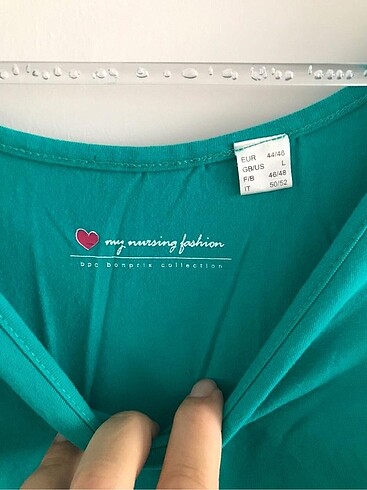 EUR 44/46
GB/US L
F/B 46/48
IT 50/52
my nursing fashion
bpc bonprix collection